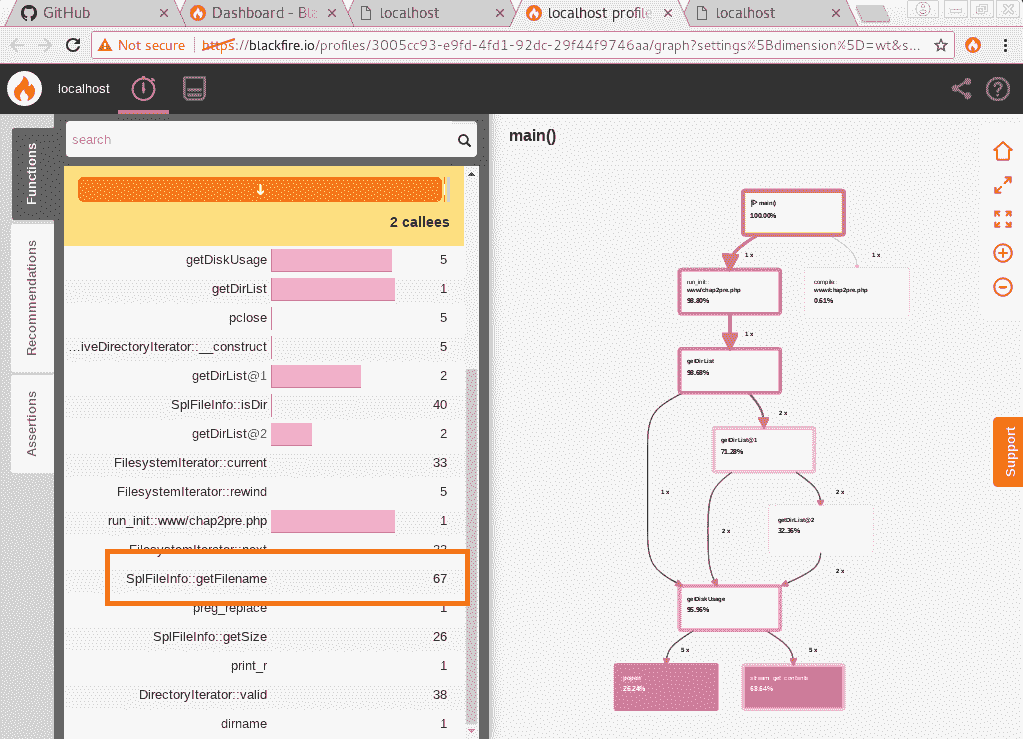 GitHub
Dashboard - Bla
localhost
localhost profile
localhost
Not secure
https://blackfire.io/profiles/3005cc93-e9fd-4fd1-92dc-29f44f9746aa/graph?settings%5Bdimension%5D=wt&s...
localhost
Functions
Recommendations
Assertions
search
↓
2 callees
getDiskUsage 5
getDirList 1
pclose 5
...iveDirectoryIterator::__construct 5
getDirList@1 2
SplFileInfo::isDir 40
getDirList@2 2
FilesystemIterator::current 33
FilesystemIterator::rewind 5
run_init::www/chap2pre.php 1
FilesystemIterator::next 33
SplFileInfo::getFilename 67
preg_replace 1
SplFileInfo::getSize 26
print_r 1
DirectoryIterator::valid 38
dirname 1
main()
main()
100.00%
1 x
1 x
run_init::
www/chap2pre.php
98.80%
compile::
www/chap2pre.php
0.61%
1 x
getDirList
98.68%
2 x
getDirList@1
71.28%
1 x
2 x
2 x
getDirList@2
32.36%
2 x
getDiskUsage
95.96%
5 x
5 x
popen
26.24%
stream_get_contents
68.64%
Support